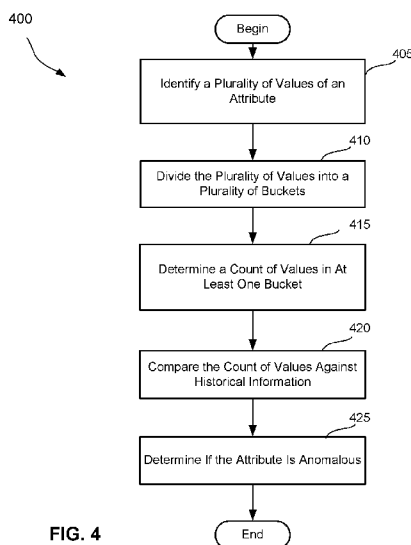 400
Begin
405
Identify a Plurality of Values of an
Attribute
410
Divide the Plurality of Values into a
Plurality of Buckets
415
Determine a Count of Values in At
Least One Bucket
420
Compare the Count of Values Against
Historical Information
425
Determine If the Attribute Is Anomalous
FIG. 4
End